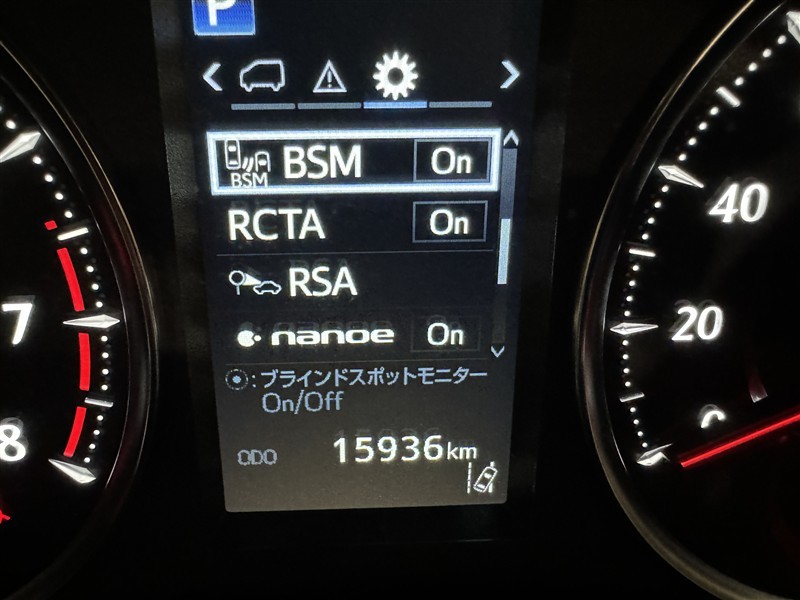 P
BSM
BSM On
RCTA On
RSA
nanoe On
:ブラインドスポットモニター
On/Off
ODO 15936km
7
8
40
20
0